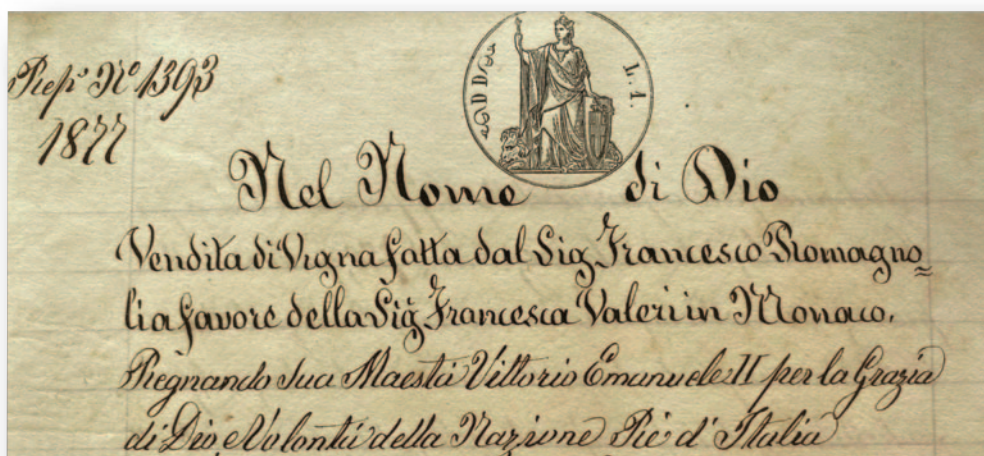 Rep.º Nº 1393
1877
L. 1.
Nel Nome di Dio
Vendita di Vigna fatta dal Sig. Francesco Romagno=
li a favore della Sig.ª Francesca Valeri in Monaco.
Regnando Sua Maestà Vittorio Emanuele II per la Grazia
di Dio, e Volontà della Nazione Rè d' Italia